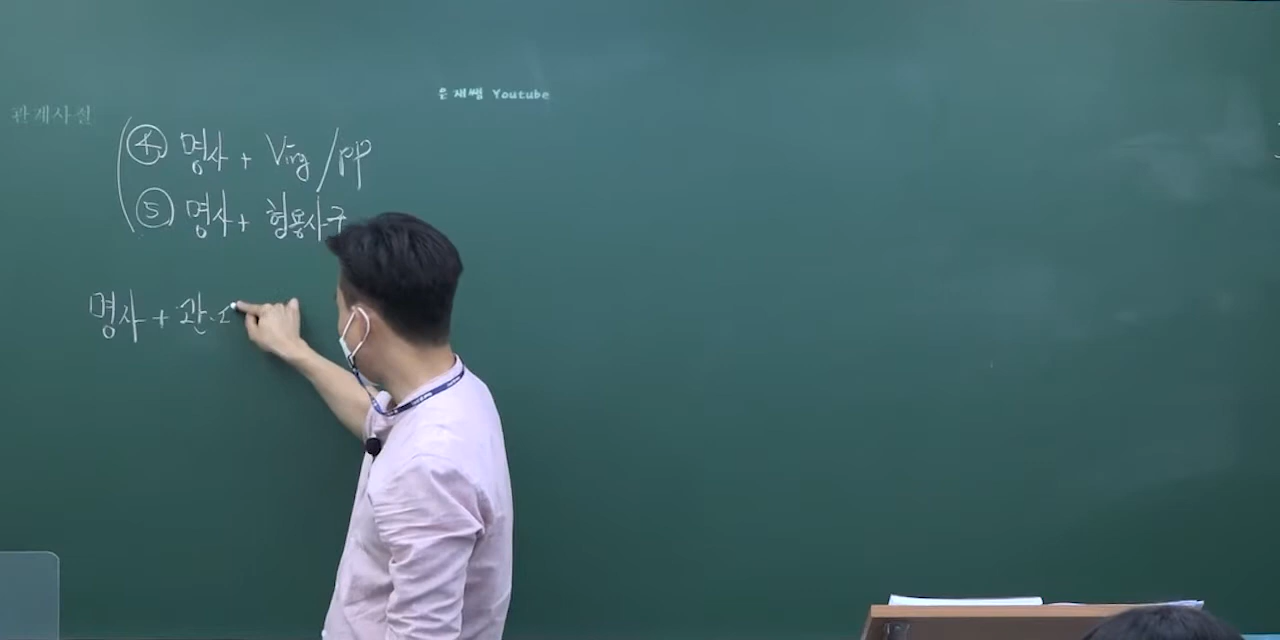 은재쌤 Youtube
관계사절
④ 명사 + Ving / pp
⑤ 명사 + 형용사구
명사 + 관.